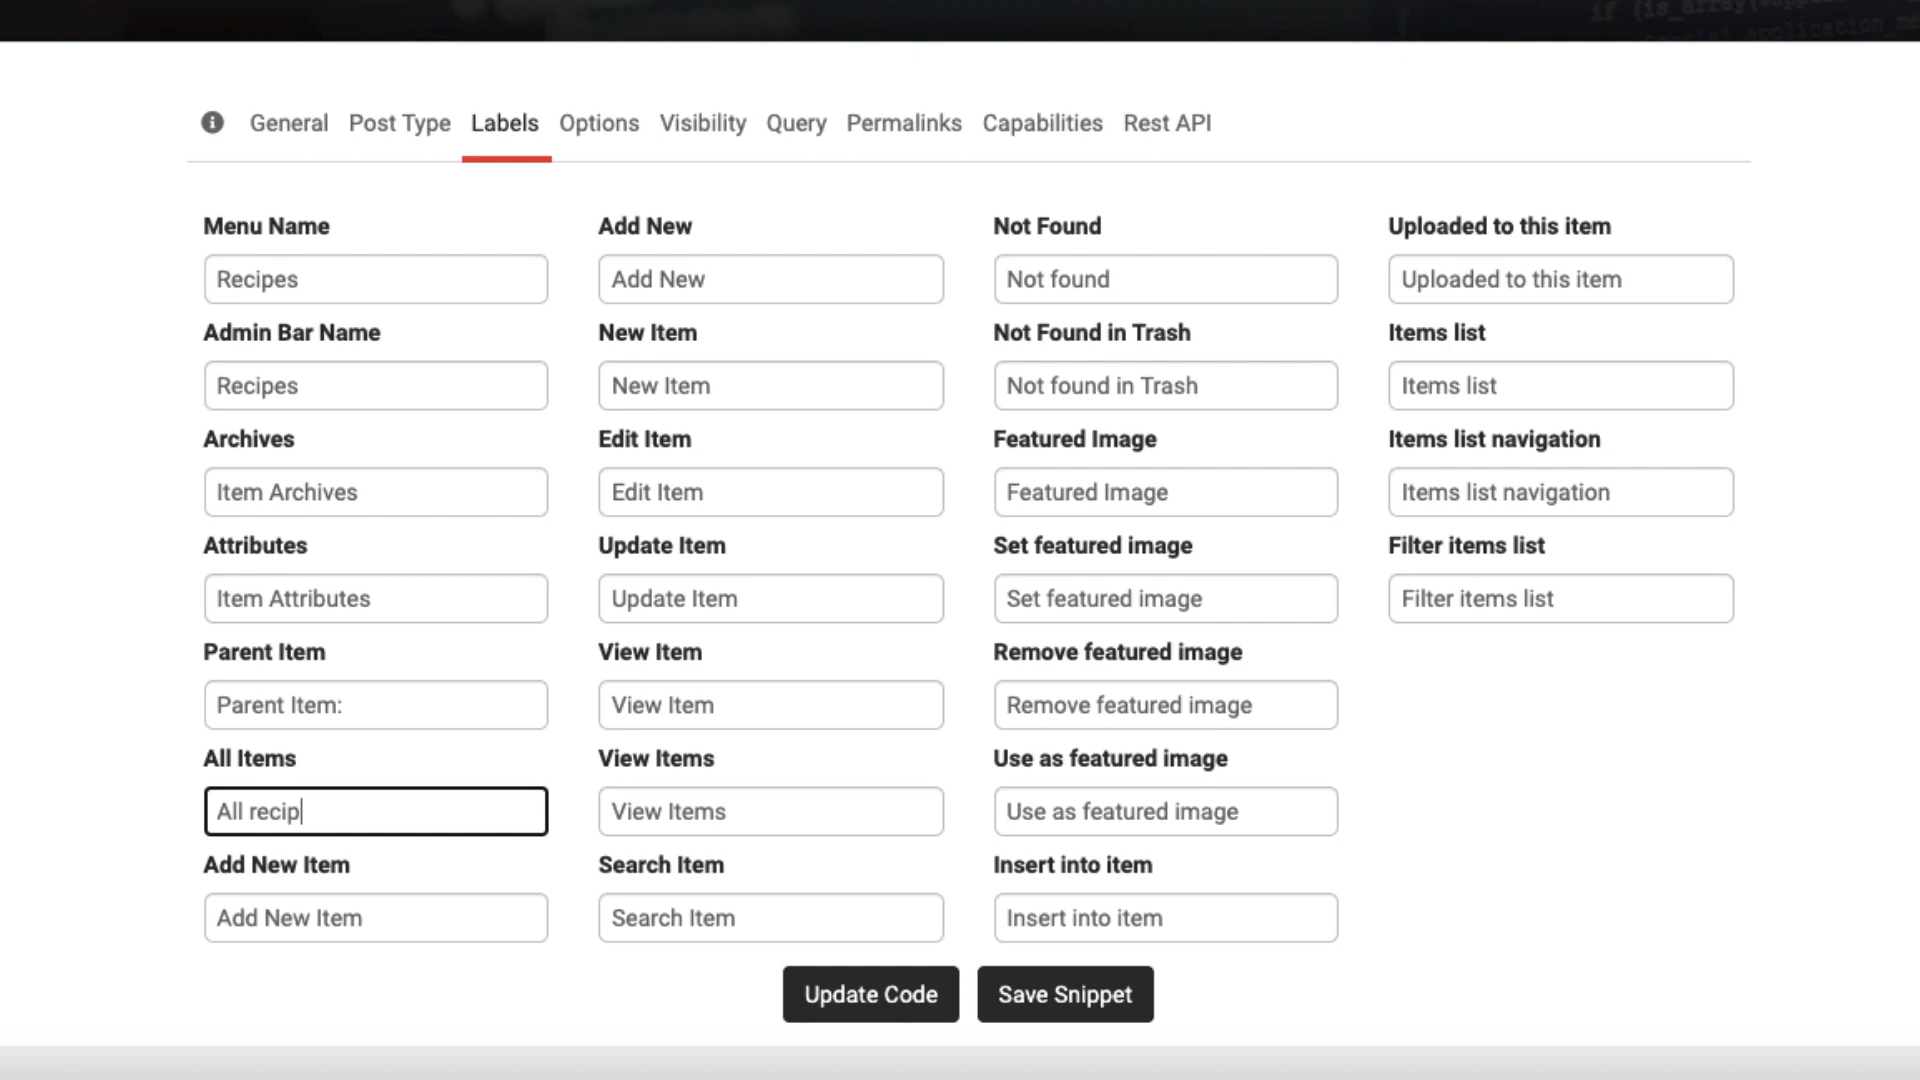 if (is_array(
application_me
General Post Type Labels Options Visibility Query Permalinks Capabilities Rest API
Menu Name
Recipes
Admin Bar Name
Recipes
Archives
Item Archives
Attributes
Item Attributes
Parent Item
Parent Item:
All Items
All recip
Add New Item
Add New Item
Add New
Add New
New Item
New Item
Edit Item
Edit Item
Update Item
Update Item
View Item
View Item
View Items
View Items
Search Item
Search Item
Not Found
Not found
Not Found in Trash
Not found in Trash
Featured Image
Featured Image
Set featured image
Set featured image
Remove featured image
Remove featured image
Use as featured image
Use as featured image
Insert into item
Insert into item
Uploaded to this item
Uploaded to this item
Items list
Items list
Items list navigation
Items list navigation
Filter items list
Filter items list
Update Code
Save Snippet